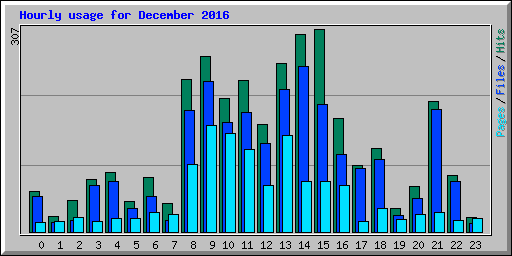 Hourly usage for December 2016
307
Pages / Files / Hits
0 1 2 3 4 5 6 7 8 9 10 11 12 13 14 15 16 17 18 19 20 21 22 23